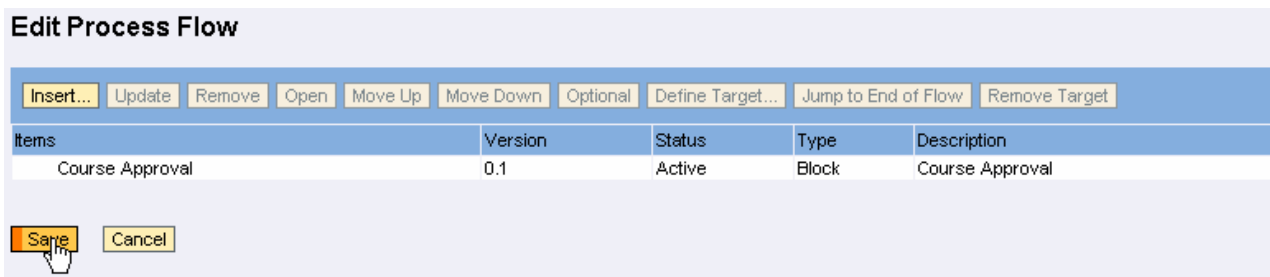 Edit Process Flow
Insert... Update Remove Open Move Up Move Down Optional Define Target... Jump to End of Flow Remove Target
Items Version Status Type Description
Course Approval 0.1 Active Block Course Approval
Save Cancel